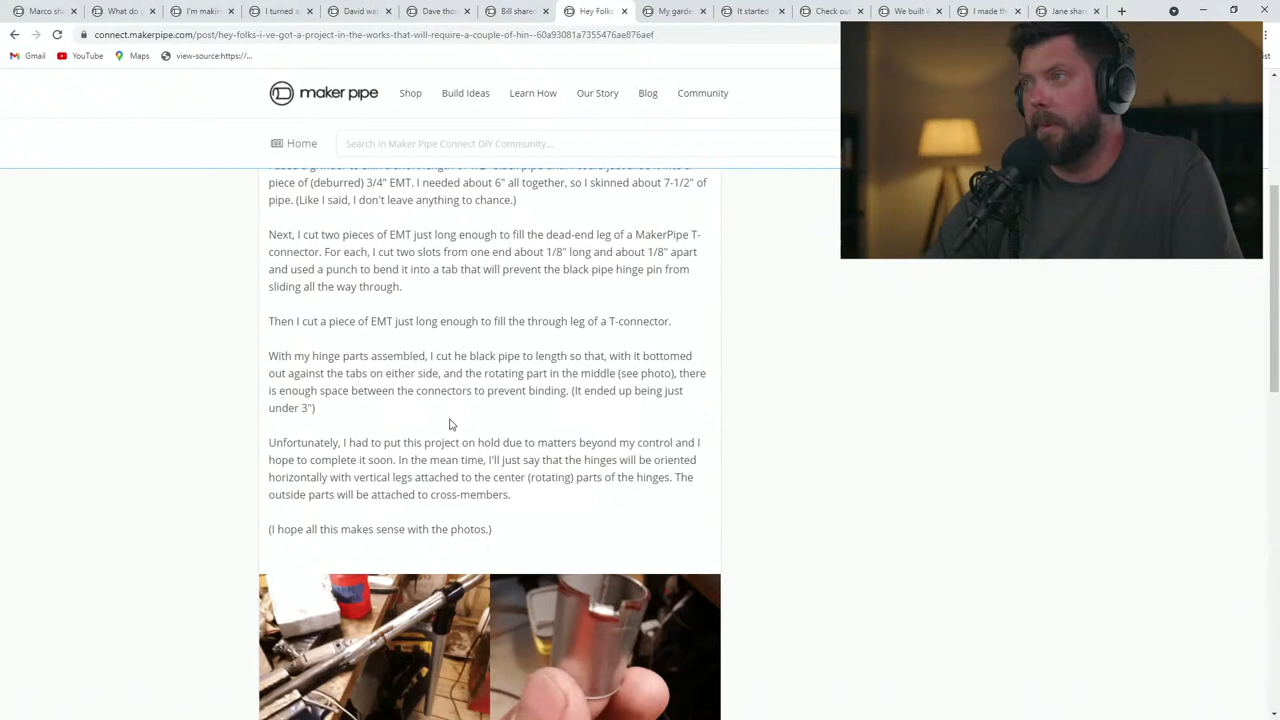 Marco sh
What do
I'm makin
I turned e
David wa
Dave tho
Bill shared
Hey Folks
My garde
It started
Check ou
We built
I made th
Jane shar
connect.makerpipe.com/post/hey-folks-i-ve-got-a-project-in-the-works-that-will-require-a-couple-of-hin--60a93081a7355476ae876aef
Gmail YouTube Maps view-source:https://...
maker pipe Shop Build Ideas Learn How Our Story Blog Community
Home Search in Maker Pipe Connect DIY Community...
piece of (deburred) 3/4" EMT. I needed about 6" all together, so I skinned about 7-1/2" of
pipe. (Like I said, I don't leave anything to chance.)
Next, I cut two pieces of EMT just long enough to fill the dead-end leg of a MakerPipe T-
connector. For each, I cut two slots from one end about 1/8" long and about 1/8" apart
and used a punch to bend it into a tab that will prevent the black pipe hinge pin from
sliding all the way through.
Then I cut a piece of EMT just long enough to fill the through leg of a T-connector.
With my hinge parts assembled, I cut he black pipe to length so that, with it bottomed
out against the tabs on either side, and the rotating part in the middle (see photo), there
is enough space between the connectors to prevent binding. (It ended up being just
under 3")
Unfortunately, I had to put this project on hold due to matters beyond my control and I
hope to complete it soon. In the mean time, I'll just say that the hinges will be oriented
horizontally with vertical legs attached to the center (rotating) parts of the hinges. The
outside parts will be attached to cross-members.
(I hope all this makes sense with the photos.)